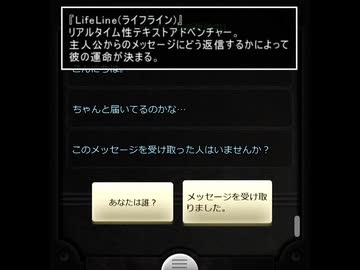 『LifeLine(ライフライン)』
リアルタイム性テキストアドベンチャー。
主人公からのメッセージにどう返信するかによって
彼の運命が決まる。
こんにちは。
ちゃんと届いてるのかな…
このメッセージを受け取った人はいませんか？
あなたは誰？
メッセージを受け取
りました。